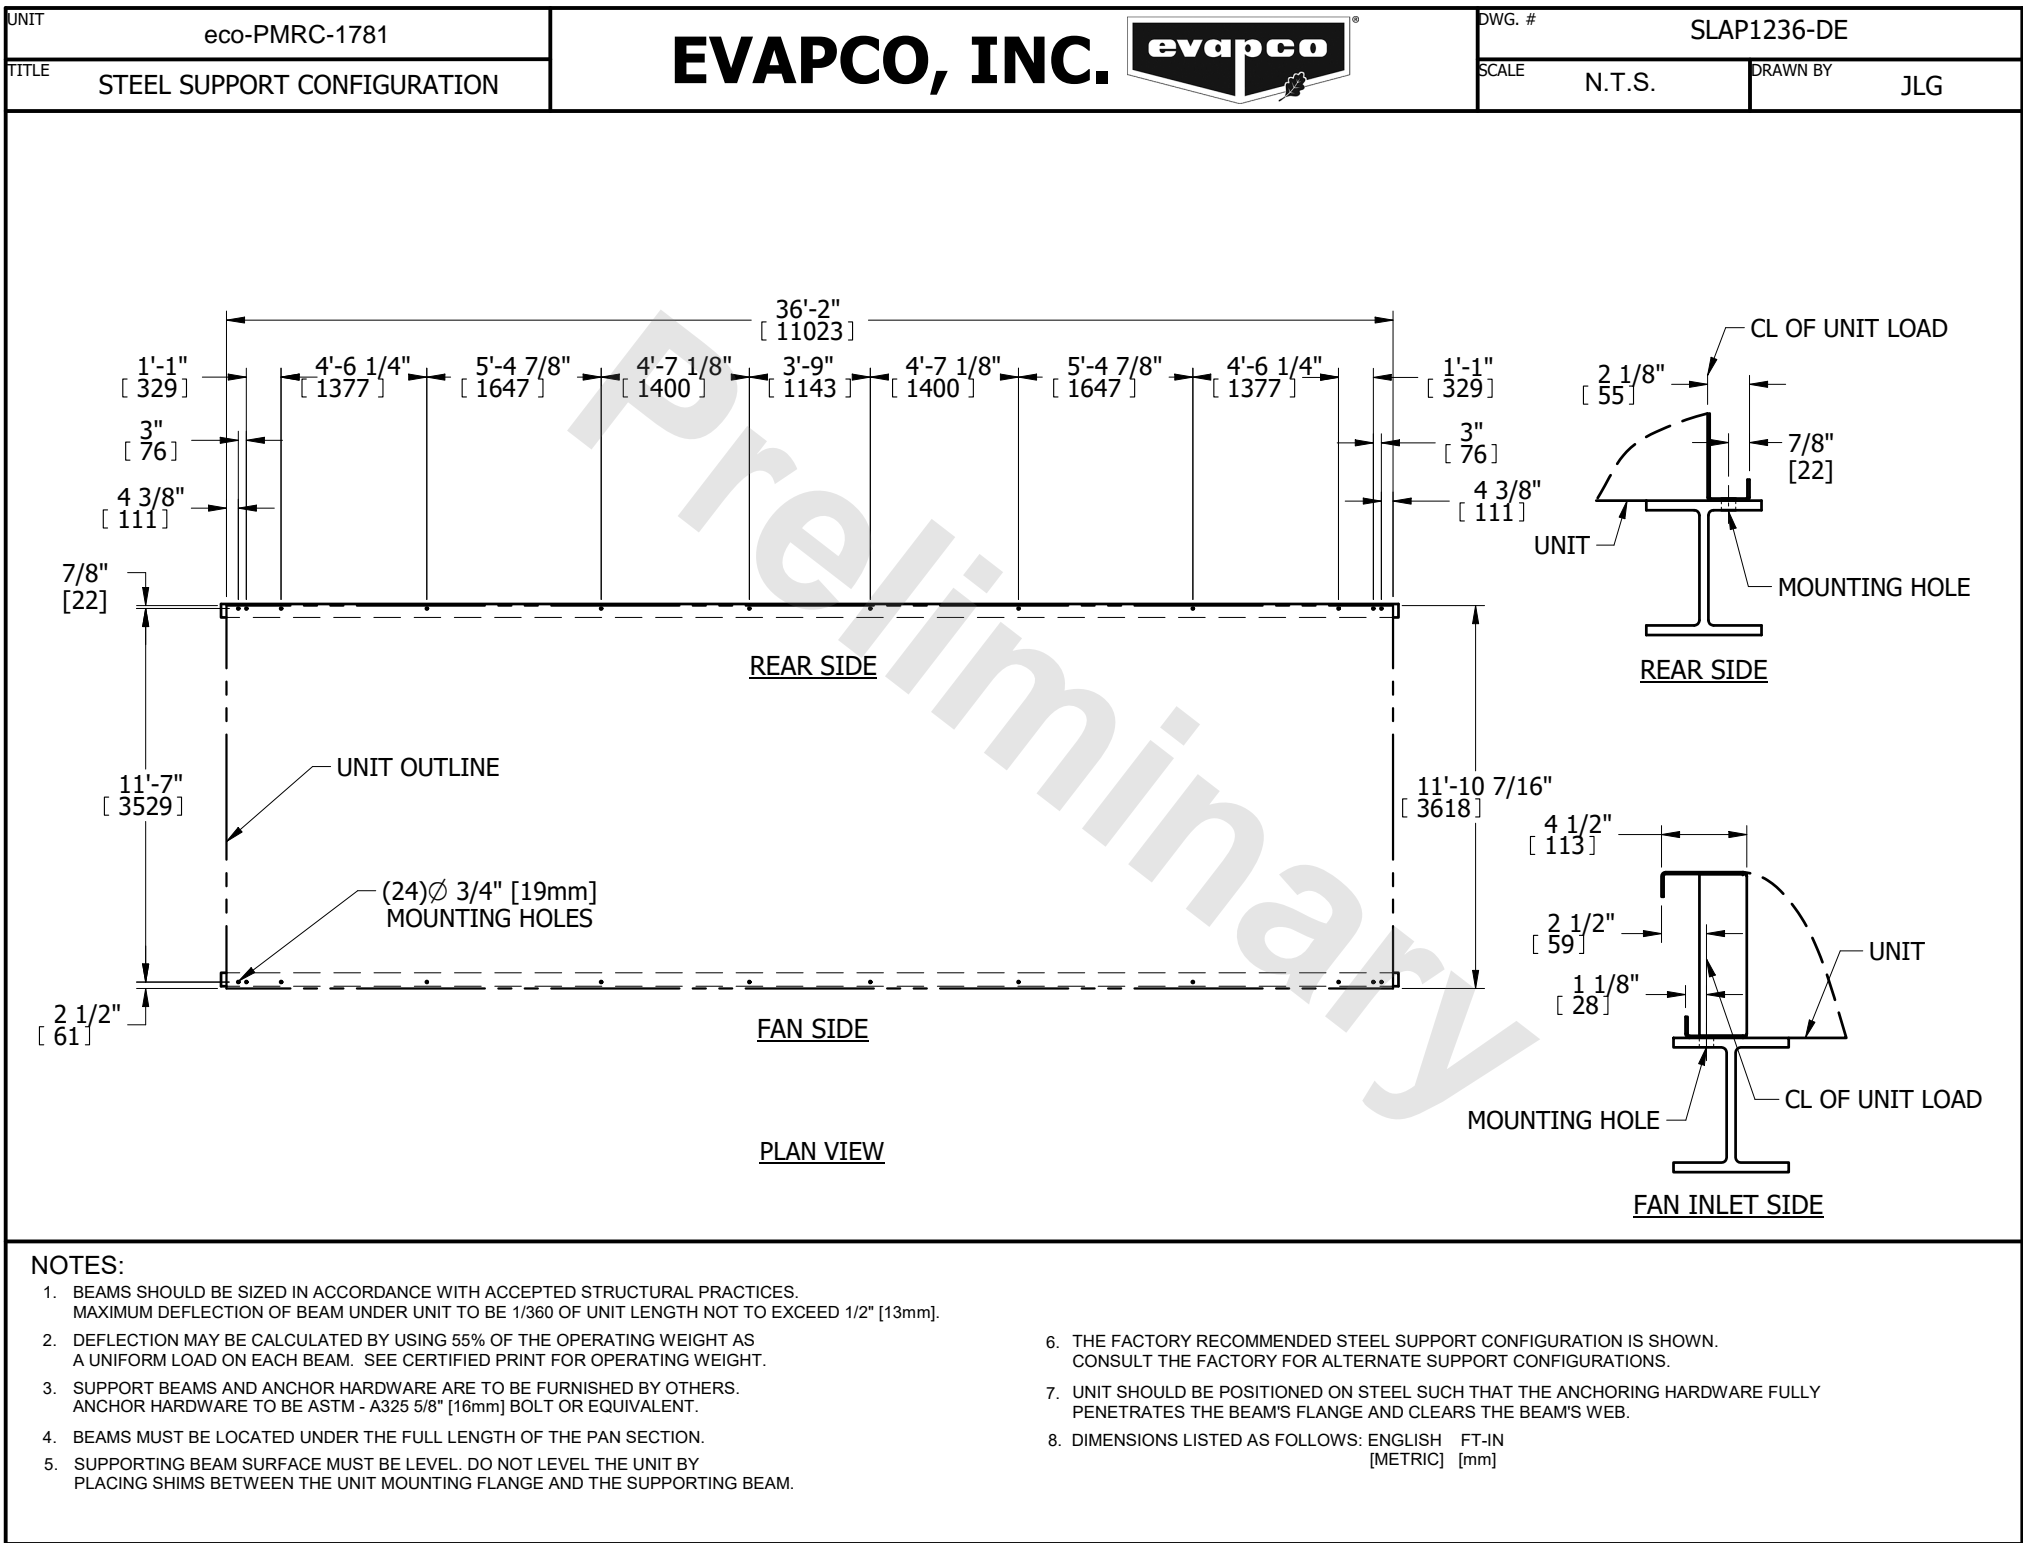 UNIT
eco-PMRC-1781
TITLE
STEEL SUPPORT CONFIGURATION
EVAPCO, INC.
evapco
®
DWG. #
SLAP1236-DE
SCALE
N.T.S.
DRAWN BY
JLG
36'-2"
[ 11023]
1'-1"
[ 329]
4'-6 1/4"
[ 1377 ]
5'-4 7/8"
[ 1647 ]
4'-7 1/8"
[ 1400 ]
3'-9"
[ 1143 ]
4'-7 1/8"
[ 1400 ]
5'-4 7/8"
[ 1647 ]
4'-6 1/4"
[ 1377 ]
1'-1"
[ 329]
3"
[ 76]
3"
[ 76]
4 3/8"
[ 111]
4 3/8"
[ 111]
7/8"
[22]
REAR SIDE
UNIT OUTLINE
11'-7"
[ 3529]
11'-10 7/16"
[ 3618]
(24)Ø 3/4" [19mm]
MOUNTING HOLES
2 1/2"
[ 61]
FAN SIDE
PLAN VIEW
Preliminary
CL OF UNIT LOAD
2 1/8"
[ 55]
7/8"
[22]
UNIT
MOUNTING HOLE
REAR SIDE
4 1/2"
[ 113]
2 1/2"
[ 59]
UNIT
1 1/8"
[ 28]
CL OF UNIT LOAD
MOUNTING HOLE
FAN INLET SIDE
NOTES:
1. BEAMS SHOULD BE SIZED IN ACCORDANCE WITH ACCEPTED STRUCTURAL PRACTICES.
MAXIMUM DEFLECTION OF BEAM UNDER UNIT TO BE 1/360 OF UNIT LENGTH NOT TO EXCEED 1/2" [13mm].
2. DEFLECTION MAY BE CALCULATED BY USING 55% OF THE OPERATING WEIGHT AS
A UNIFORM LOAD ON EACH BEAM. SEE CERTIFIED PRINT FOR OPERATING WEIGHT.
3. SUPPORT BEAMS AND ANCHOR HARDWARE ARE TO BE FURNISHED BY OTHERS.
ANCHOR HARDWARE TO BE ASTM - A325 5/8" [16mm] BOLT OR EQUIVALENT.
4. BEAMS MUST BE LOCATED UNDER THE FULL LENGTH OF THE PAN SECTION.
5. SUPPORTING BEAM SURFACE MUST BE LEVEL. DO NOT LEVEL THE UNIT BY
PLACING SHIMS BETWEEN THE UNIT MOUNTING FLANGE AND THE SUPPORTING BEAM.
6. THE FACTORY RECOMMENDED STEEL SUPPORT CONFIGURATION IS SHOWN.
CONSULT THE FACTORY FOR ALTERNATE SUPPORT CONFIGURATIONS.
7. UNIT SHOULD BE POSITIONED ON STEEL SUCH THAT THE ANCHORING HARDWARE FULLY
PENETRATES THE BEAM'S FLANGE AND CLEARS THE BEAM'S WEB.
8. DIMENSIONS LISTED AS FOLLOWS: ENGLISH FT-IN
[METRIC] [mm]